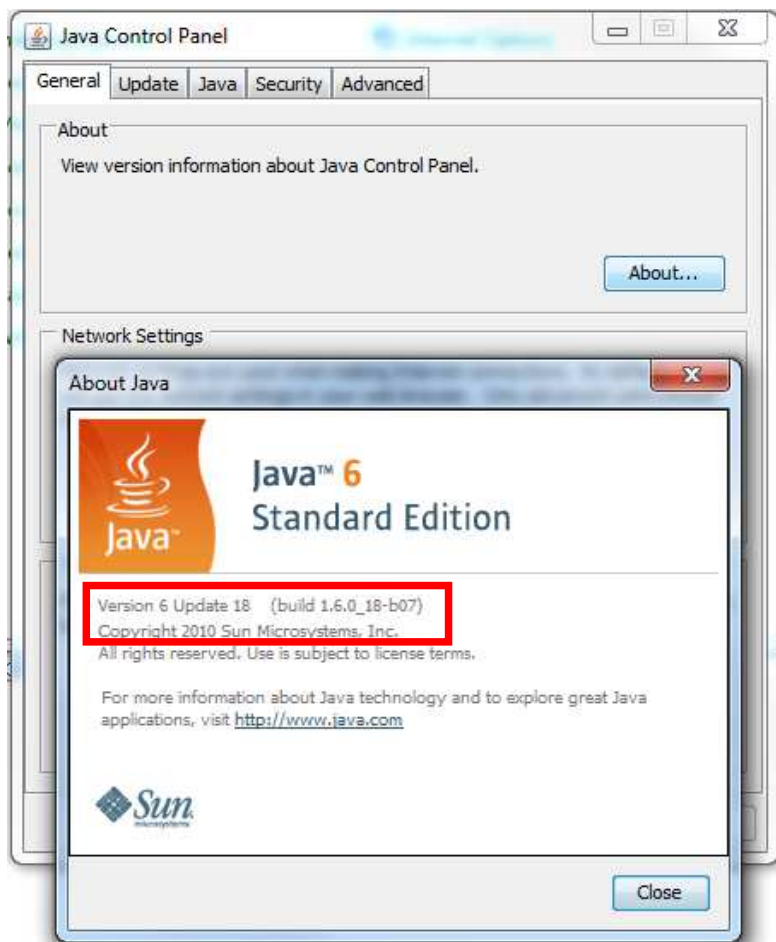 Java Control Panel
General Update Java Security Advanced
About
View version information about Java Control Panel.
About...
Network Settings
About Java
Java™ 6
Standard Edition
Java™
Version 6 Update 18 (build 1.6.0_18-b07)
Copyright 2010 Sun Microsystems, Inc.
All rights reserved. Use is subject to license terms.
For more information about Java technology and to explore great Java
applications, visit http://www.java.com
Sun
microsystems
Close